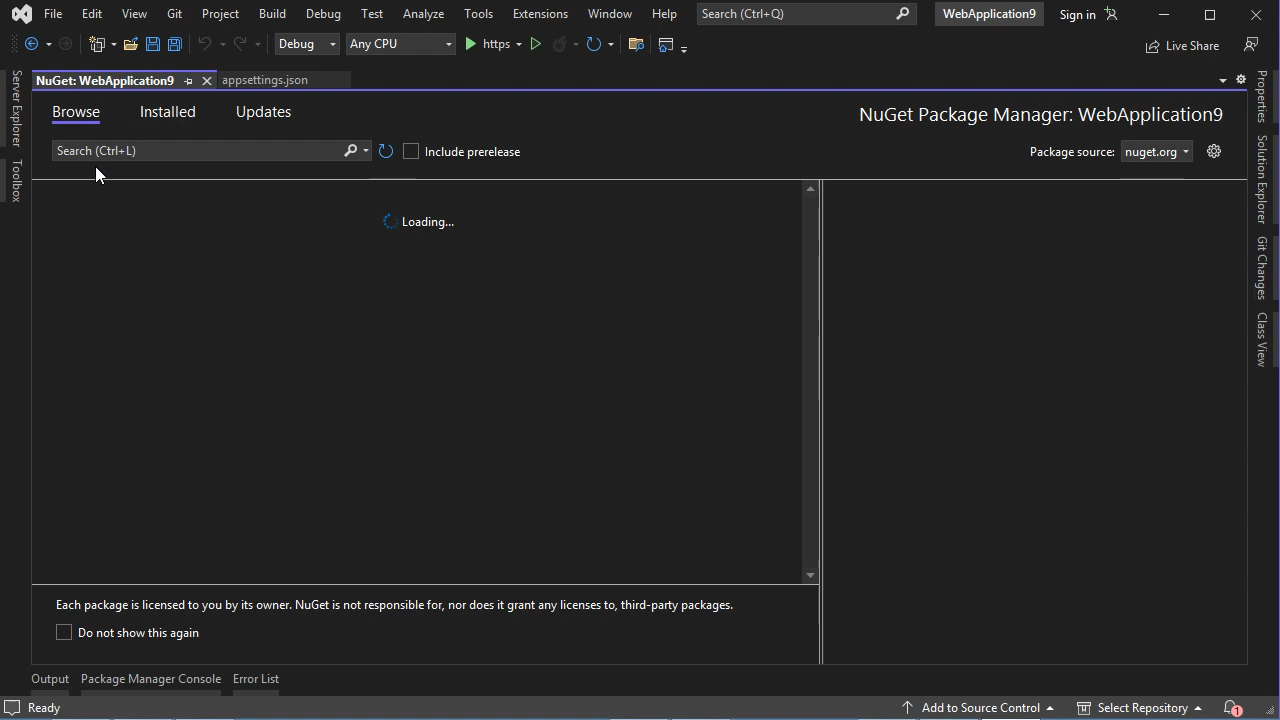 File Edit View Git Project Build Debug Test Analyze Tools Extensions Window Help Search (Ctrl+Q) WebApplication9 Sign in
Debug Any CPU https Live Share
NuGet: WebApplication9 appsettings.json
Server Explorer
Toolbox
Browse Installed Updates NuGet Package Manager: WebApplication9
Search (Ctrl+L) Include prerelease Package source: nuget.org
Loading...
Properties
Solution Explorer
Git Changes
Class View
Each package is licensed to you by its owner. NuGet is not responsible for, nor does it grant any licenses to, third-party packages.
Do not show this again
Output Package Manager Console Error List
Ready Add to Source Control Select Repository 1